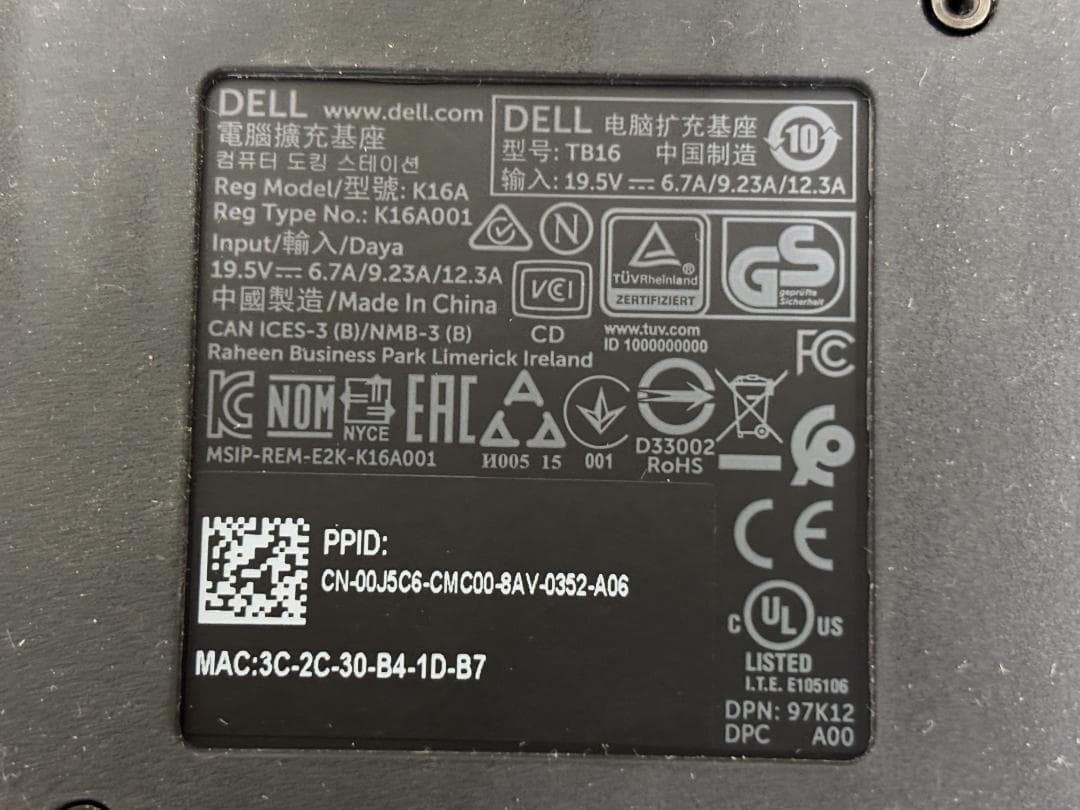 DELL www.dell.com
電腦擴充基座
컴퓨터 도킹 스테이션
Reg Model/型號: K16A
Reg Type No.: K16A001
Input/輸入/Daya
19.5V⎓ 6.7A/9.23A/12.3A
中國製造/Made In China
CAN ICES-3 (B)/NMB-3 (B)
Raheen Business Park Limerick Ireland
DELL 电脑扩充基座
型号: TB16 中国制造
输入: 19.5V⎓ 6.7A/9.23A/12.3A
10
N
VCI
CD
TÜVRheinland®
ZERTIFIZIERT
www.tuv.com
ID 1000000000
GS
geprüfte
Sicherheit
FC
KC
NOM
NYCE
EAC
MSIP-REM-E2K-K16A001
И005 15
001
D33002
RoHS
CE
PPID:
CN-00J5C6-CMC00-8AV-0352-A06
MAC:3C-2C-30-B4-1D-B7
C UL US
LISTED
I.T.E. E105106
DPN: 97K12
DPC A00